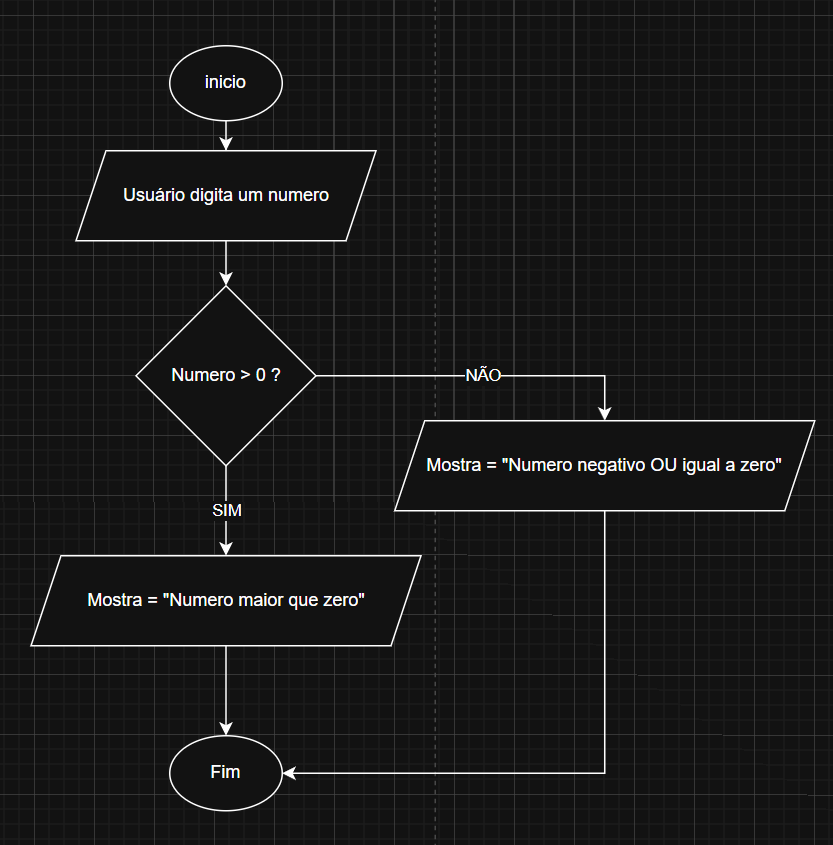 inicio
Usuário digita um numero
Numero > 0 ?
NÃO
Mostra = "Numero negativo OU igual a zero"
SIM
Mostra = "Numero maior que zero"
Fim